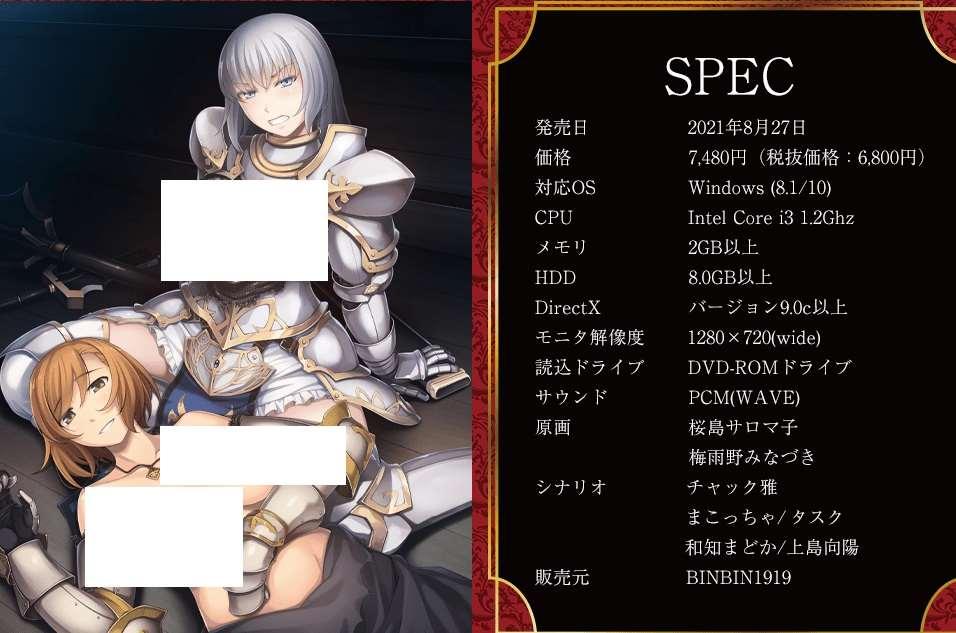 SPEC
発売日 2021年8月27日
価格 7,480円（税抜価格：6,800円）
対応OS Windows (8.1/10)
CPU Intel Core i3 1.2Ghz
メモリ 2GB以上
HDD 8.0GB以上
DirectX バージョン9.0c以上
モニタ解像度 1280×720(wide)
読込ドライブ DVD-ROMドライブ
サウンド PCM(WAVE)
原画 桜島サロマ子
梅雨野みなづき
シナリオ チャック雅
まこっちゃ/タスク
和知まどか/上島向陽
販売元 BINBIN1919